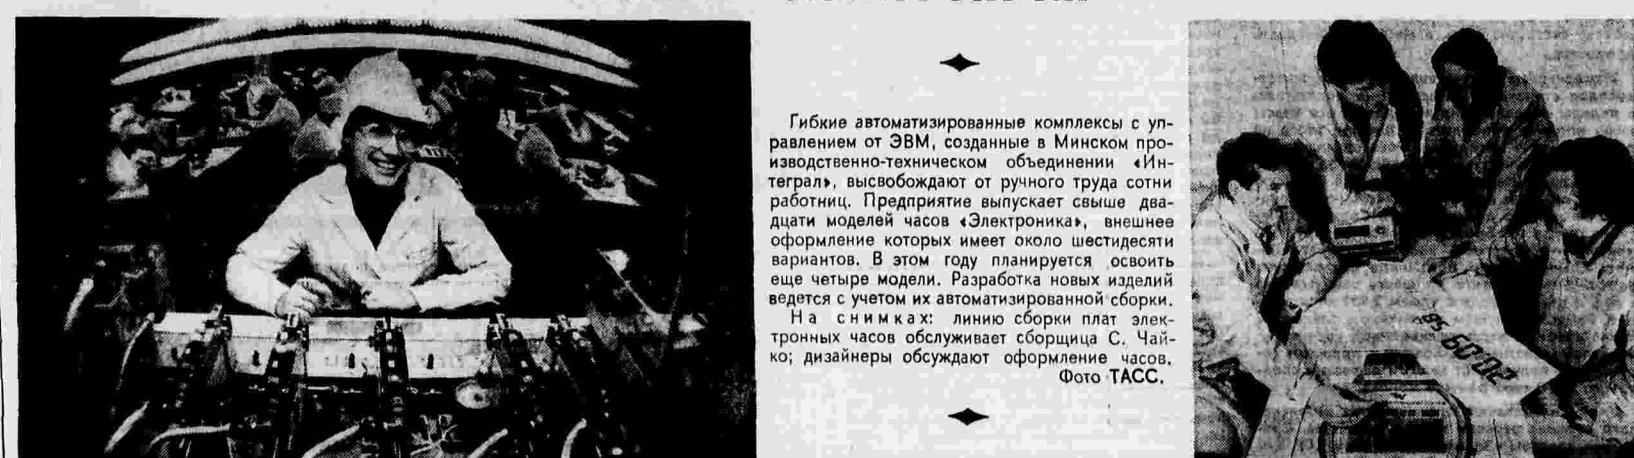 Гибкие автоматизированные комплексы с уп-
равлением от ЭВМ, созданные в Минском про-
изводственно-техническом объединении «Ин-
теграл», высвобождают от ручного труда сотни
работниц. Предприятие выпускает свыше два-
дцати моделей часов «Электроника», внешнее
оформление которых имеет около шестидесяти
вариантов. В этом году планируется освоить
еще четыре модели. Разработка новых изделий
ведется с учетом их автоматизированной сборки.
На снимках: линию сборки плат элек-
тронных часов обслуживает сборщица С. Чай-
ко; дизайнеры обсуждают оформление часов.
Фото ТАСС.